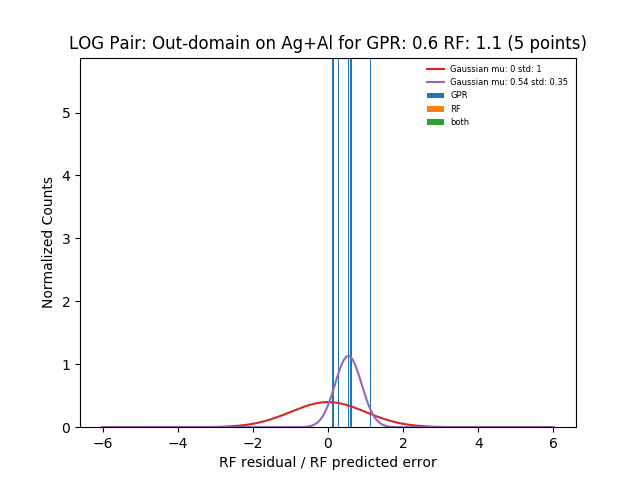 LOG Pair: Out-domain on Ag+Al for GPR: 0.6 RF: 1.1 (5 points)
Gaussian mu: 0 std: 1
Gaussian mu: 0.54 std: 0.35
GPR
RF
both
Normalized Counts
5
4
3
2
1
0
−6 −4 −2 0 2 4 6
RF residual / RF predicted error